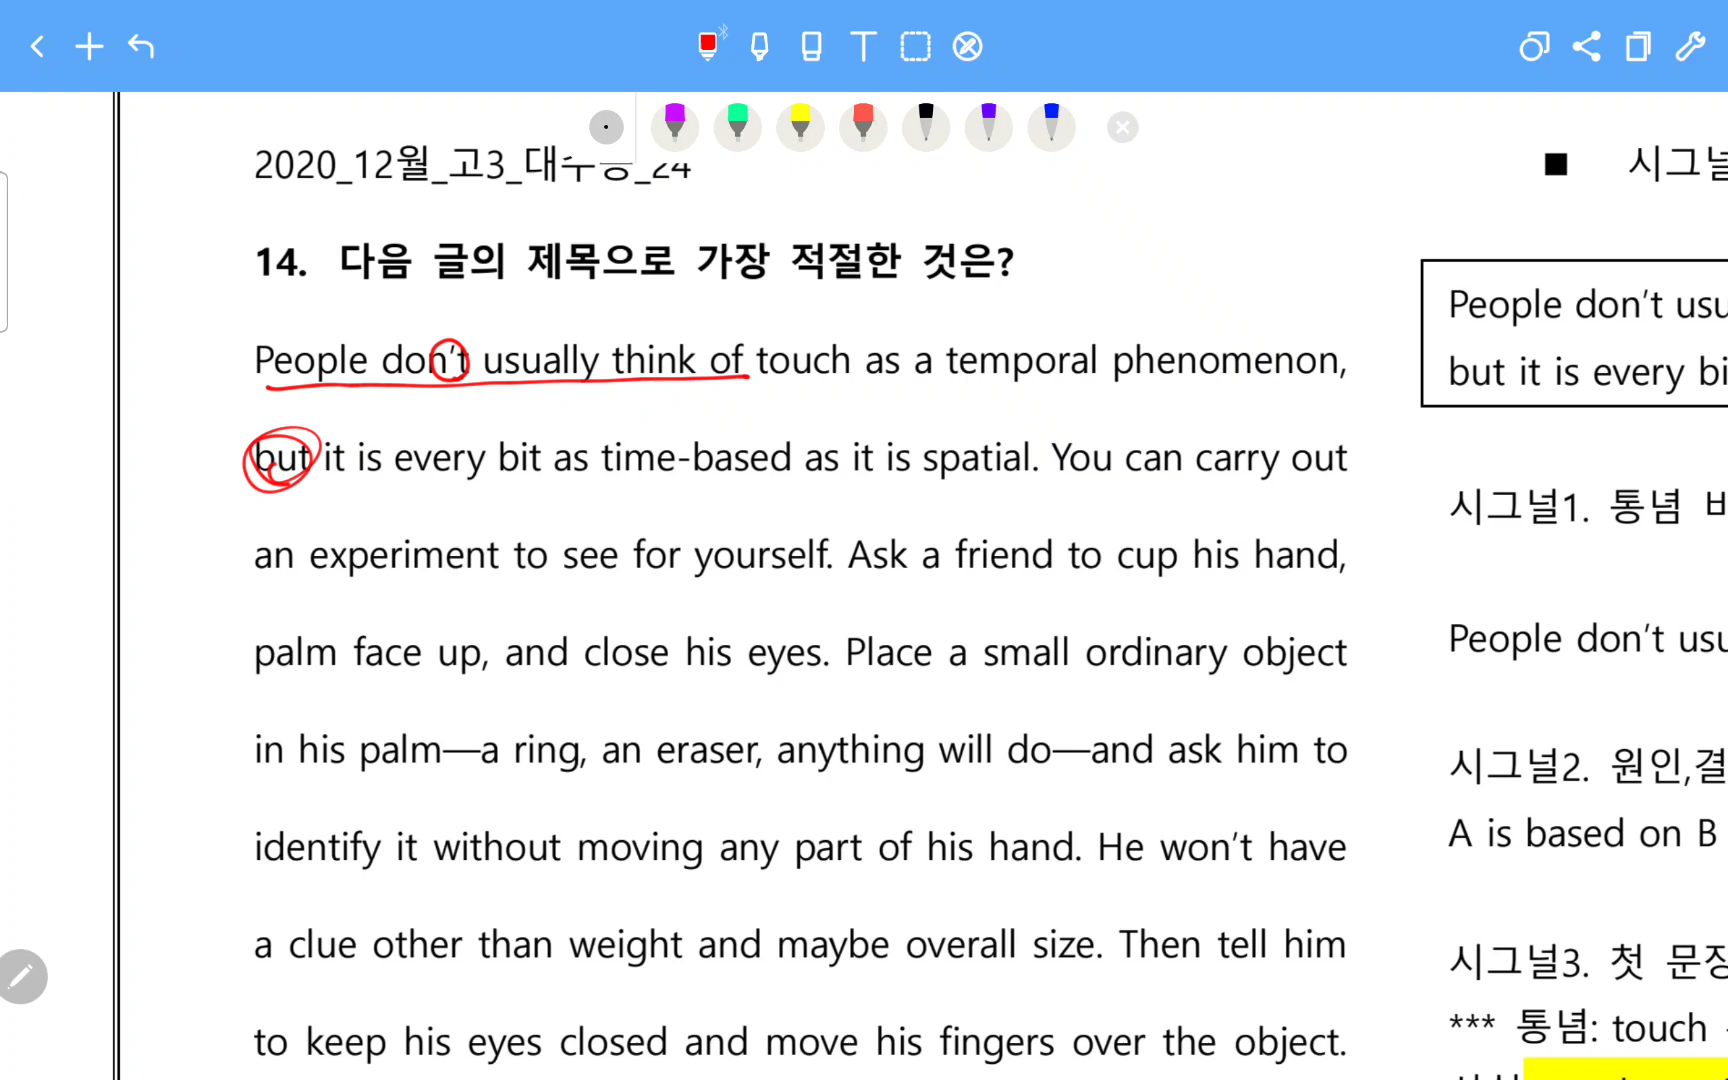 2020_12월_고3_대수능_24
14. 다음 글의 제목으로 가장 적절한 것은?
People don't usually think of touch as a temporal phenomenon,
but it is every bit as time-based as it is spatial. You can carry out
an experiment to see for yourself. Ask a friend to cup his hand,
palm face up, and close his eyes. Place a small ordinary object
in his palm—a ring, an eraser, anything will do—and ask him to
identify it without moving any part of his hand. He won't have
a clue other than weight and maybe overall size. Then tell him
to keep his eyes closed and move his fingers over the object.
■ 시그널
People don't usu
but it is every bi
시그널1. 통념
People don't usu
시그널2. 원인,결
A is based on B
시그널3. 첫 문장
*** 통념: touch